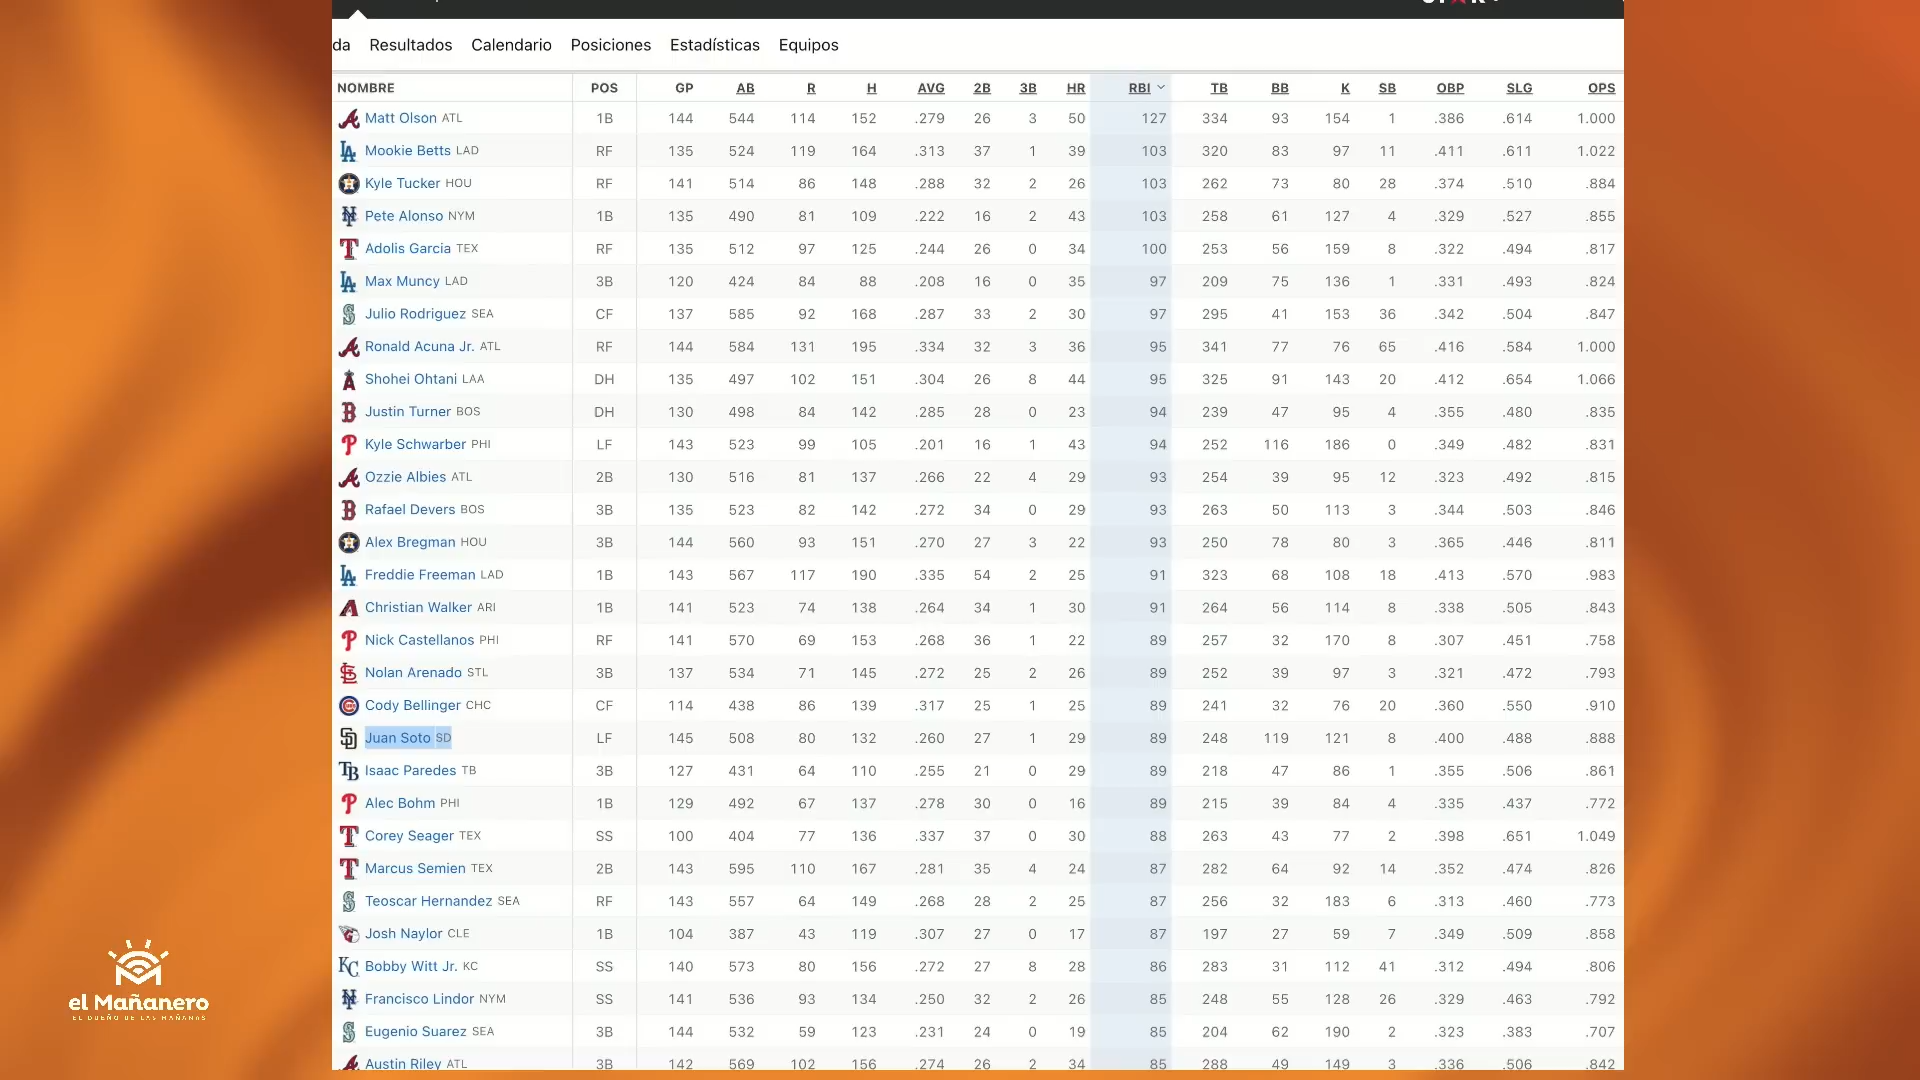 da Resultados Calendario Posiciones Estadísticas Equipos
NOMBRE POS GP AB R H AVG 2B 3B HR RBI TB BB K SB OBP SLG OPS
Matt Olson ATL 1B 144 544 114 152 .279 26 3 50 127 334 93 154 1 .386 .614 1.000
Mookie Betts LAD RF 135 524 119 164 .313 37 1 39 103 320 83 97 11 .411 .611 1.022
Kyle Tucker HOU RF 141 514 86 148 .288 32 2 26 103 262 73 80 28 .374 .510 .884
Pete Alonso NYM 1B 135 490 81 109 .222 16 2 43 103 258 61 127 4 .329 .527 .855
Adolis Garcia TEX RF 135 512 97 125 .244 26 0 34 100 253 56 159 8 .322 .494 .817
Max Muncy LAD 3B 120 424 84 88 .208 16 0 35 97 209 75 136 1 .331 .493 .824
Julio Rodriguez SEA CF 137 585 92 168 .287 33 2 30 97 295 41 153 36 .342 .504 .847
Ronald Acuna Jr. ATL RF 144 584 131 195 .334 32 3 36 95 341 77 76 65 .416 .584 1.000
Shohei Ohtani LAA DH 135 497 102 151 .304 26 8 44 95 325 91 143 20 .412 .654 1.066
Justin Turner BOS DH 130 498 84 142 .285 28 0 23 94 239 47 95 4 .355 .480 .835
Kyle Schwarber PHI LF 143 523 99 105 .201 16 1 43 94 252 116 186 0 .349 .482 .831
Ozzie Albies ATL 2B 130 516 81 137 .266 22 4 29 93 254 39 95 12 .323 .492 .815
Rafael Devers BOS 3B 135 523 82 142 .272 34 0 29 93 263 50 113 3 .344 .503 .846
Alex Bregman HOU 3B 144 560 93 151 .270 27 3 22 93 250 78 80 3 .365 .446 .811
Freddie Freeman LAD 1B 143 567 117 190 .335 54 2 25 91 323 68 108 18 .413 .570 .983
Christian Walker ARI 1B 141 523 74 138 .264 34 1 30 91 264 56 114 8 .338 .505 .843
Nick Castellanos PHI RF 141 570 69 153 .268 36 1 22 89 257 32 170 8 .307 .451 .758
Nolan Arenado STL 3B 137 534 71 145 .272 25 2 26 89 252 39 97 3 .321 .472 .793
Cody Bellinger CHC CF 114 438 86 139 .317 25 1 25 89 241 32 76 20 .360 .550 .910
Juan Soto SD LF 145 508 80 132 .260 27 1 29 89 248 119 121 8 .400 .488 .888
Isaac Paredes TB 3B 127 431 64 110 .255 21 0 29 89 218 47 86 1 .355 .506 .861
Alec Bohm PHI 1B 129 492 67 137 .278 30 0 16 89 215 39 84 4 .335 .437 .772
Corey Seager TEX SS 100 404 77 136 .337 37 0 30 88 263 43 77 2 .398 .651 1.049
Marcus Semien TEX 2B 143 595 110 167 .281 35 4 24 87 282 64 92 14 .352 .474 .826
Teoscar Hernandez SEA RF 143 557 64 149 .268 28 2 25 87 256 32 183 6 .313 .460 .773
Josh Naylor CLE 1B 104 387 43 119 .307 27 0 17 87 197 27 59 7 .349 .509 .858
Bobby Witt Jr. KC SS 140 573 80 156 .272 27 8 28 86 283 31 112 41 .312 .494 .806
Francisco Lindor NYM SS 141 536 93 134 .250 32 2 26 85 248 55 128 26 .329 .463 .792
Eugenio Suarez SEA 3B 144 532 59 123 .231 24 0 19 85 204 62 190 2 .323 .383 .707
Austin Riley ATL 3B 142 569 102 156 .274 26 2 34 85 288 49 149 3 .336 .506 .842
el Mañanero
EL DUEÑO DE LAS MAÑANAS